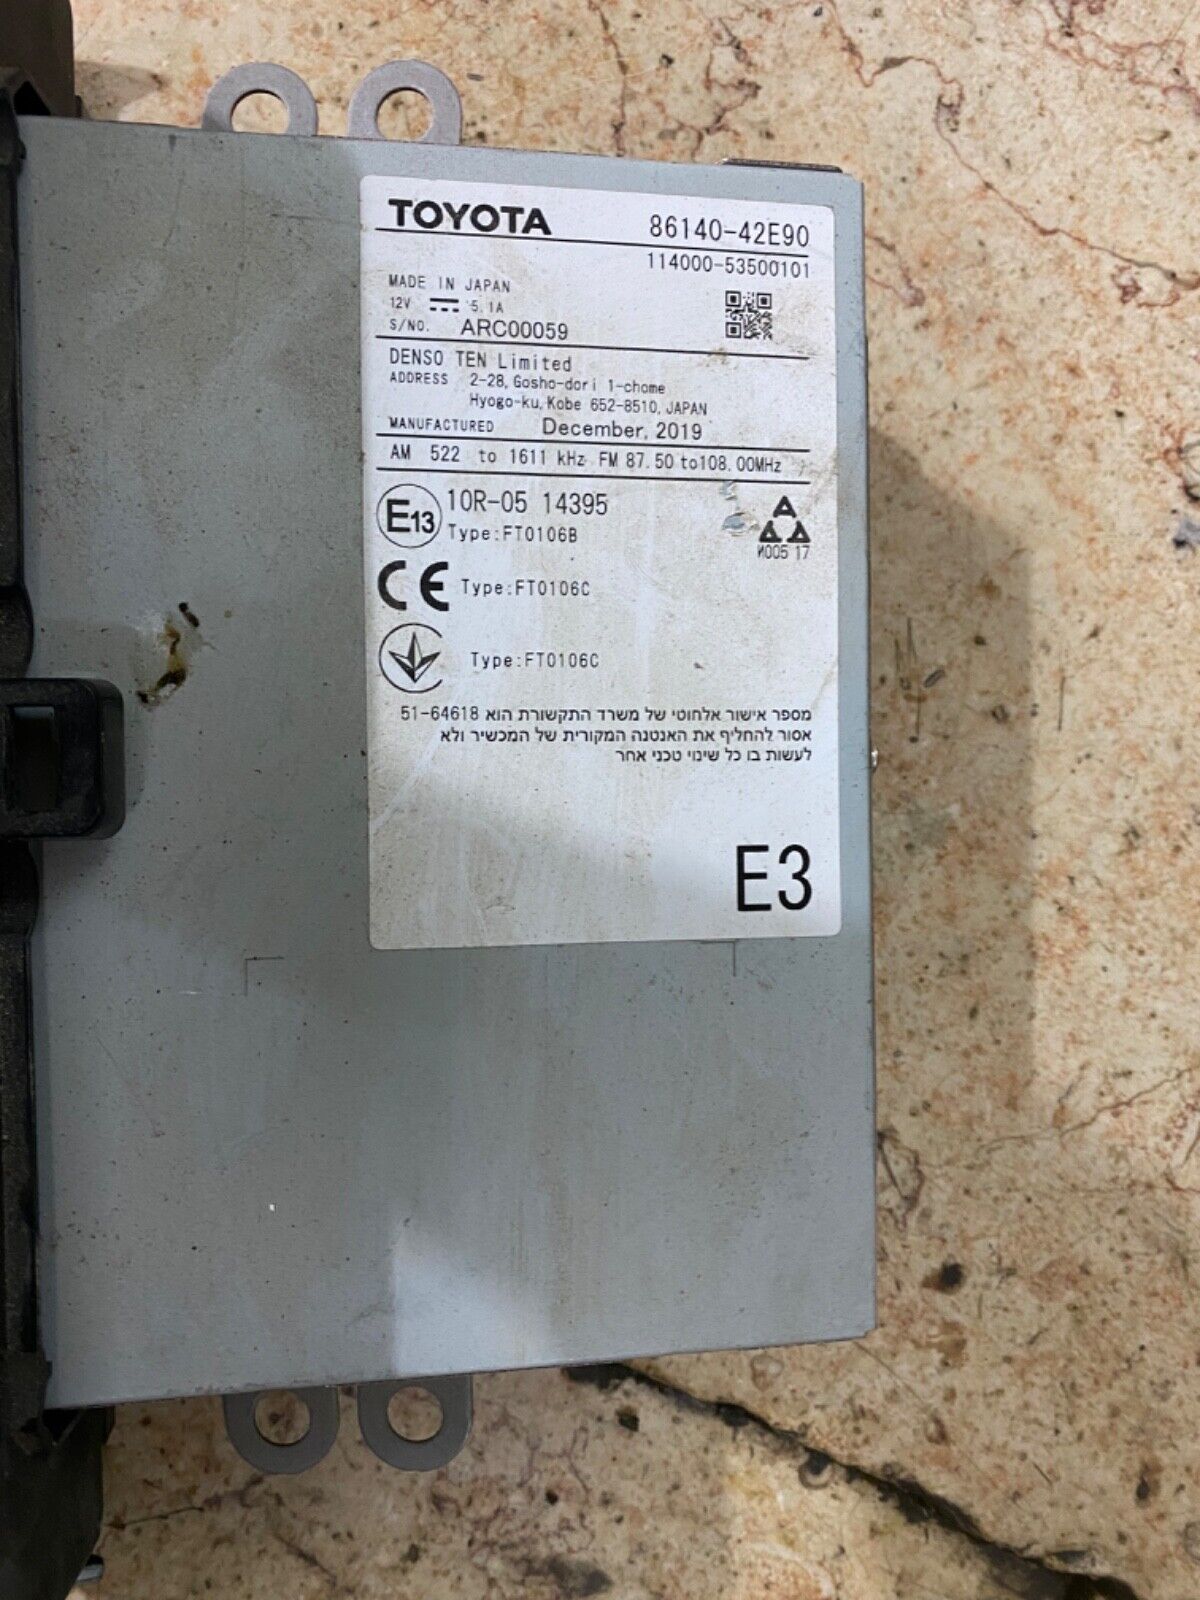 TOYOTA 86140-42E90
114000-53500101
MADE IN JAPAN
12V 5.1A
S/NO. ARC00059
DENSO TEN Limited
ADDRESS 2-28, Gosho-dori 1-chome
Hyogo-ku, Kobe 652-8510, JAPAN
MANUFACTURED December, 2019
AM 522 to 1611 kHz FM 87.50 to 108.00MHz
E13 10R-05 14395
Type:FT0106B
CE Type:FT0106C
Type:FT0106C
И005 17
מספר אישור אלחוטי של משרד התקשורת הוא 51-64618
אסור להחליף את האנטנה המקורית של המכשיר ולא
לעשות בו כל שינוי טכני אחר
E3